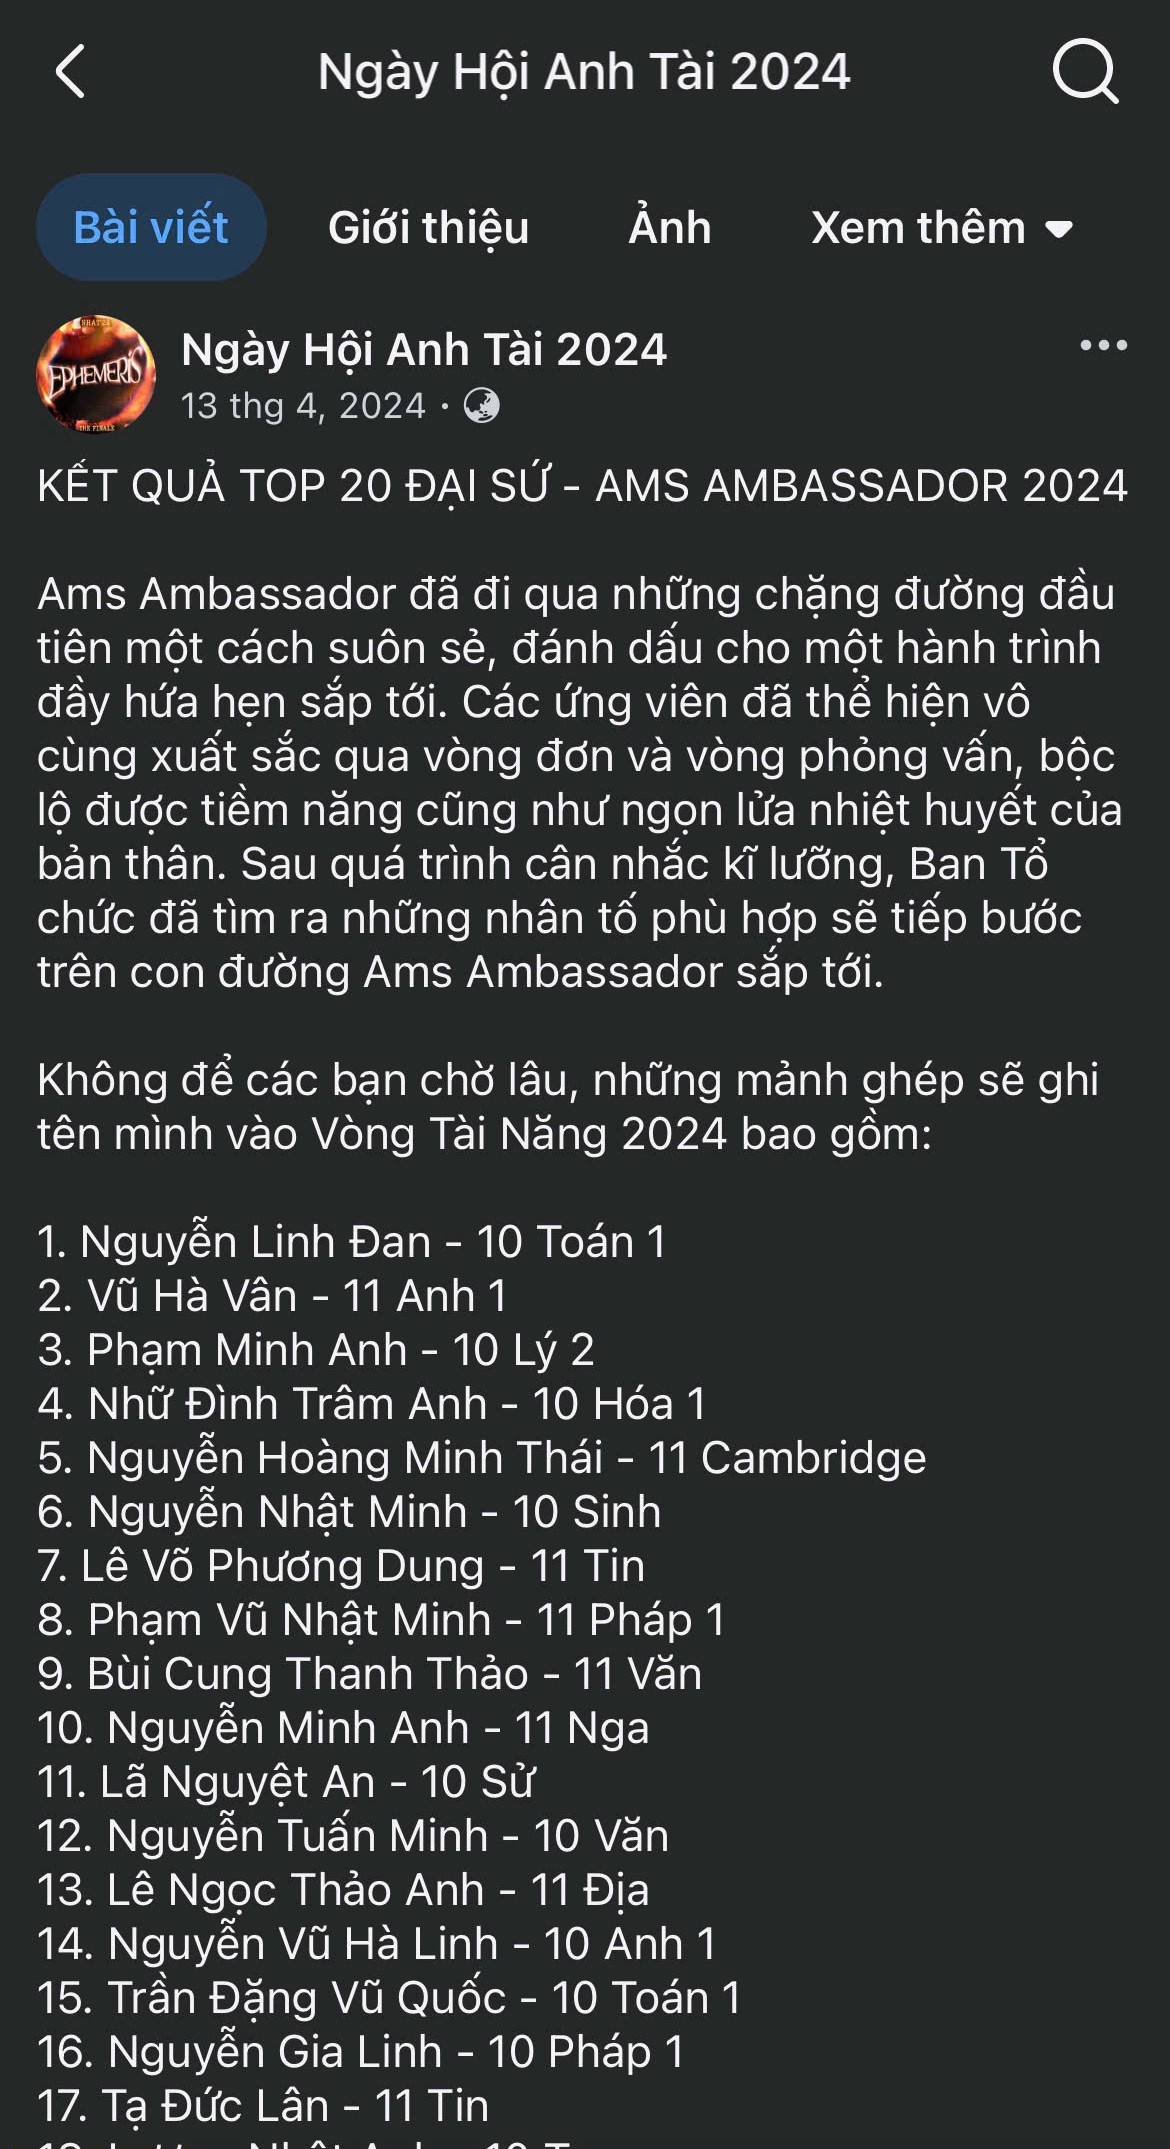 Ngày Hội Anh Tài 2024
Bài viết Giới thiệu Ảnh Xem thêm
EPHEMERIS
THE FINALE
Ngày Hội Anh Tài 2024
13 thg 4, 2024 ·
KẾT QUẢ TOP 20 ĐẠI SỨ - AMS AMBASSADOR 2024
Ams Ambassador đã đi qua những chặng đường đầu
tiên một cách suôn sẻ, đánh dấu cho một hành trình
đầy hứa hẹn sắp tới. Các ứng viên đã thể hiện vô
cùng xuất sắc qua vòng đơn và vòng phỏng vấn, bộc
lộ được tiềm năng cũng như ngọn lửa nhiệt huyết của
bản thân. Sau quá trình cân nhắc kĩ lưỡng, Ban Tổ
chức đã tìm ra những nhân tố phù hợp sẽ tiếp bước
trên con đường Ams Ambassador sắp tới.
Không để các bạn chờ lâu, những mảnh ghép sẽ ghi
tên mình vào Vòng Tài Năng 2024 bao gồm:
1. Nguyễn Linh Đan - 10 Toán 1
2. Vũ Hà Vân - 11 Anh 1
3. Phạm Minh Anh - 10 Lý 2
4. Nhữ Đình Trâm Anh - 10 Hóa 1
5. Nguyễn Hoàng Minh Thái - 11 Cambridge
6. Nguyễn Nhật Minh - 10 Sinh
7. Lê Võ Phương Dung - 11 Tin
8. Phạm Vũ Nhật Minh - 11 Pháp 1
9. Bùi Cung Thanh Thảo - 11 Văn
10. Nguyễn Minh Anh - 11 Nga
11. Lã Nguyệt An - 10 Sử
12. Nguyễn Tuấn Minh - 10 Văn
13. Lê Ngọc Thảo Anh - 11 Địa
14. Nguyễn Vũ Hà Linh - 10 Anh 1
15. Trần Đặng Vũ Quốc - 10 Toán 1
16. Nguyễn Gia Linh - 10 Pháp 1
17. Tạ Đức Lân - 11 Tin